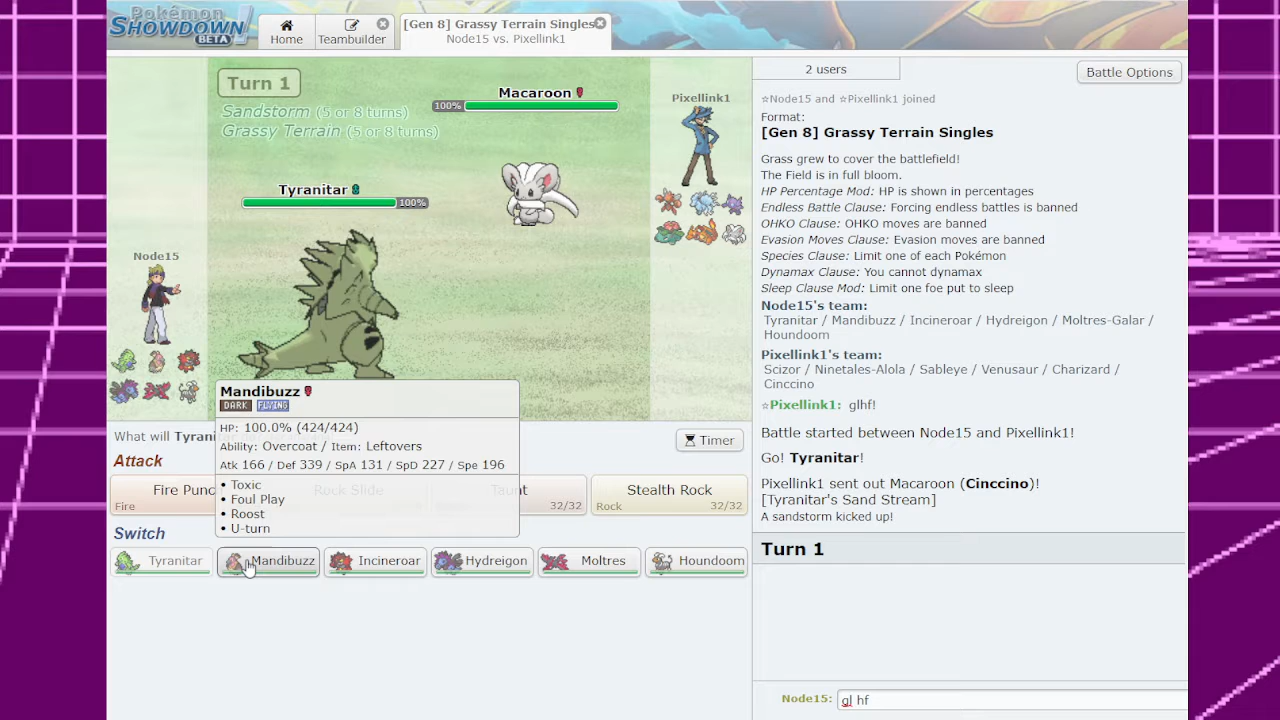 Pokémon
SHOWDOWN!
BETA
Home
Teambuilder
[Gen 8] Grassy Terrain Singles
Node15 vs. Pixellink1
Turn 1
Sandstorm (5 or 8 turns)
Grassy Terrain (5 or 8 turns)
Macaroon
100%
Tyranitar
100%
Pixellink1
Node15
Mandibuzz
DARK FLYING
HP: 100.0% (424/424)
Ability: Overcoat / Item: Leftovers
Atk 166 / Def 339 / SpA 131 / SpD 227 / Spe 196
• Toxic
• Foul Play
• Roost
• U-turn
What will Tyranitar
Timer
Attack
Fire Punc
Fire
Rock Slide
Taunt
32/32
Stealth Rock
Rock 32/32
Switch
Tyranitar
Mandibuzz
Incineroar
Hydreigon
Moltres
Houndoom
2 users
Battle Options
☆Node15 and ☆Pixellink1 joined
Format:
[Gen 8] Grassy Terrain Singles
Grass grew to cover the battlefield!
The Field is in full bloom.
HP Percentage Mod: HP is shown in percentages
Endless Battle Clause: Forcing endless battles is banned
OHKO Clause: OHKO moves are banned
Evasion Moves Clause: Evasion moves are banned
Species Clause: Limit one of each Pokémon
Dynamax Clause: You cannot dynamax
Sleep Clause Mod: Limit one foe put to sleep
Node15's team:
Tyranitar / Mandibuzz / Incineroar / Hydreigon / Moltres-Galar /
Houndoom
Pixellink1's team:
Scizor / Ninetales-Alola / Sableye / Venusaur / Charizard /
Cinccino
☆Pixellink1: glhf!
Battle started between Node15 and Pixellink1!
Go! Tyranitar!
Pixellink1 sent out Macaroon (Cinccino)!
[Tyranitar's Sand Stream]
A sandstorm kicked up!
Turn 1
Node15: gl hf